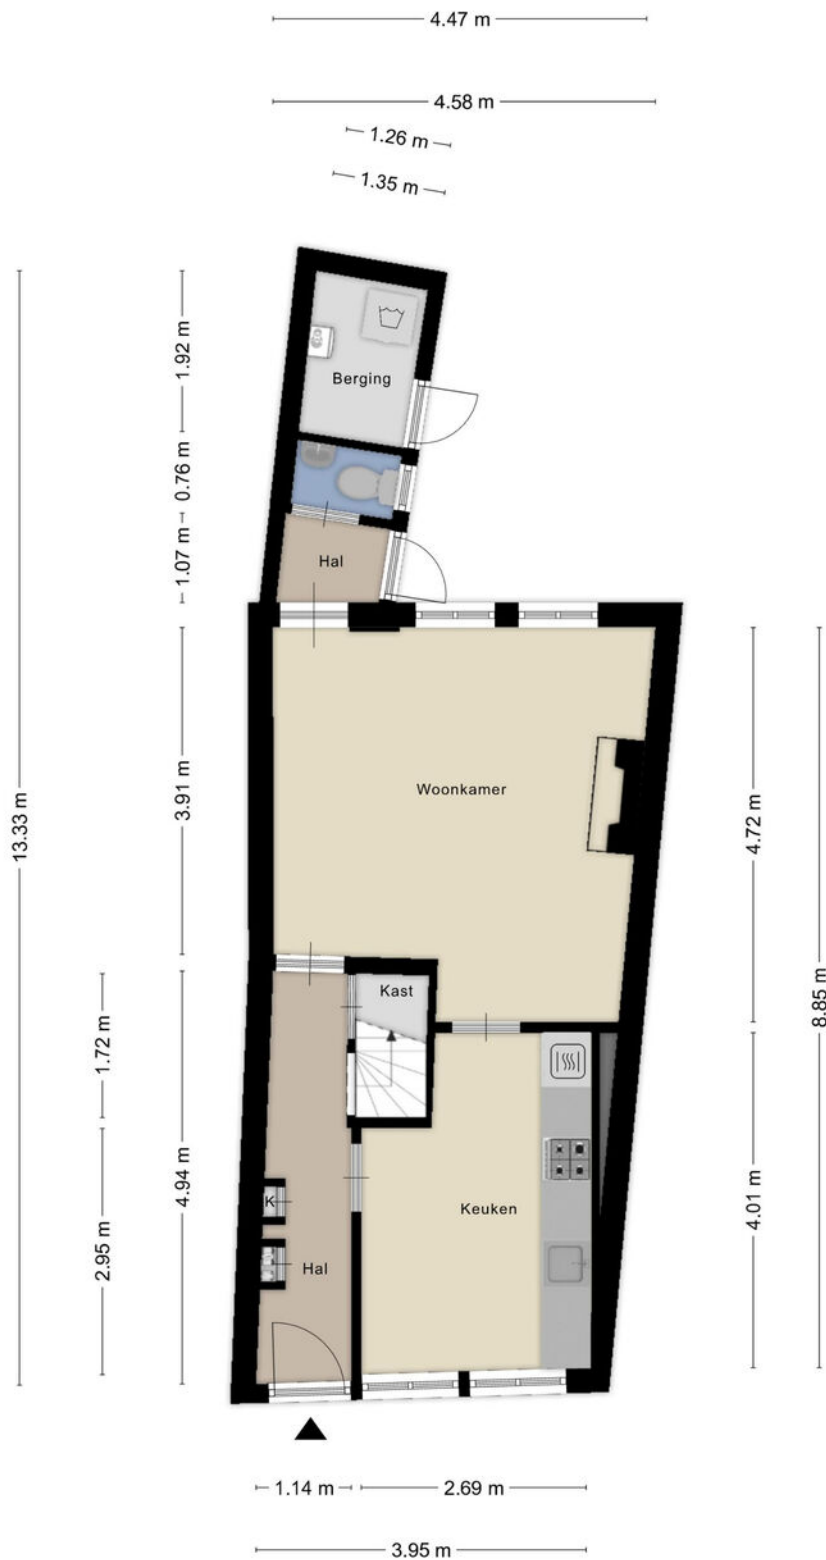 4.47 m
4.58 m
1.26 m
1.35 m
1.92 m
Berging
0.76 m
1.07 m
Hal
13.33 m
3.91 m
Woonkamer
4.72 m
8.85 m
Kast
1.72 m
4.94 m
K
Keuken
4.01 m
2.95 m
Hal
1.14 m
2.69 m
3.95 m